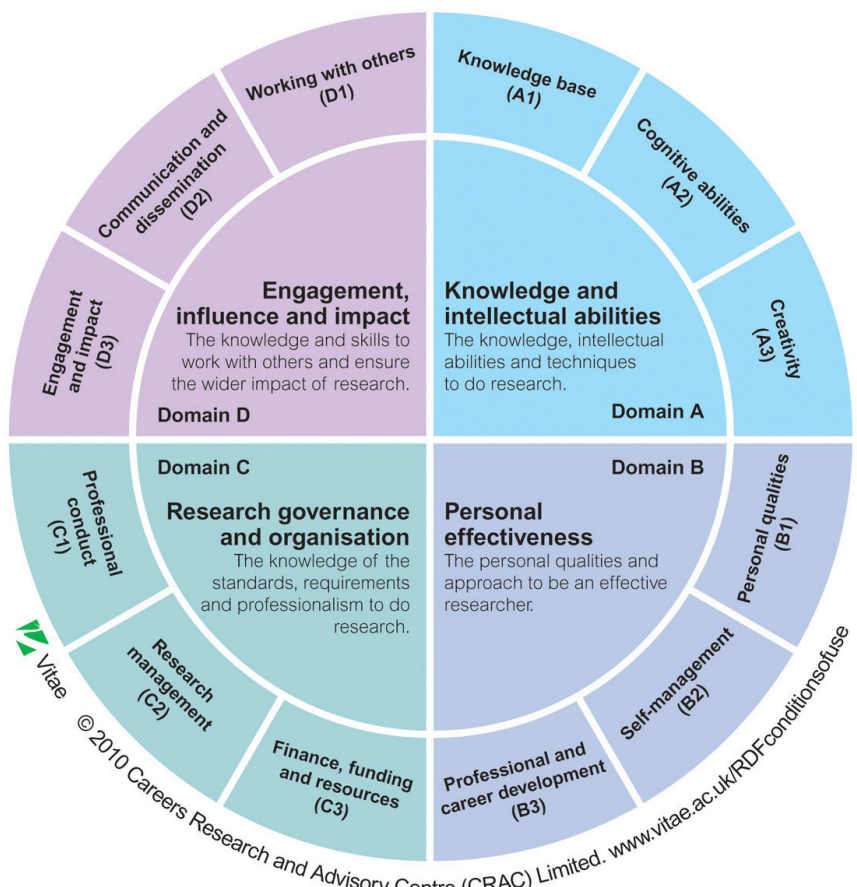 Working with others
(D1)
Knowledge base
(A1)
Communication and
dissemination
(D2)
Cognitive abilities
(A2)
Engagement
and impact
(D3)
Creativity
(A3)
Engagement,
influence and impact
The knowledge and skills to
work with others and ensure
the wider impact of research.
Domain D
Knowledge and
intellectual abilities
The knowledge, intellectual
abilities and techniques
to do research.
Domain A
Domain C
Research governance
and organisation
The knowledge of the
standards, requirements
and professionalism to do
research.
Domain B
Personal
effectiveness
The personal qualities and
approach to be an effective
researcher.
Professional
conduct
(C1)
Personal qualities
(B1)
Research
management
(C2)
Self-management
(B2)
Finance, funding
and resources
(C3)
Professional and
career development
(B3)
Vitae © 2010 Careers Research and Advisory Centre (CRAC) Limited. www.vitae.ac.uk/RDFconditionsofuse